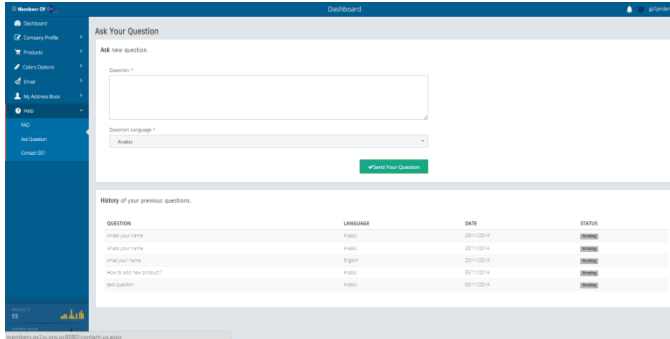 Members Of
Dashboard
Dashboard
Company Profile
Products
Colors Options
Email
My Address Book
Help
FAQ
Ask Question
Contact GS1
Ask Your Question
Ask new question.
Question *
Question Language *
Arabic
Send Your Question
History of your previous questions.
QUESTION LANGUAGE DATE STATUS
whats your name Arabic 20/11/2014 Pending
whats your name Arabic 20/11/2014 Pending
what your name English 20/11/2014 Pending
How to add new product ? Arabic 05/11/2014 Pending
test question Arabic 05/11/2014 Pending